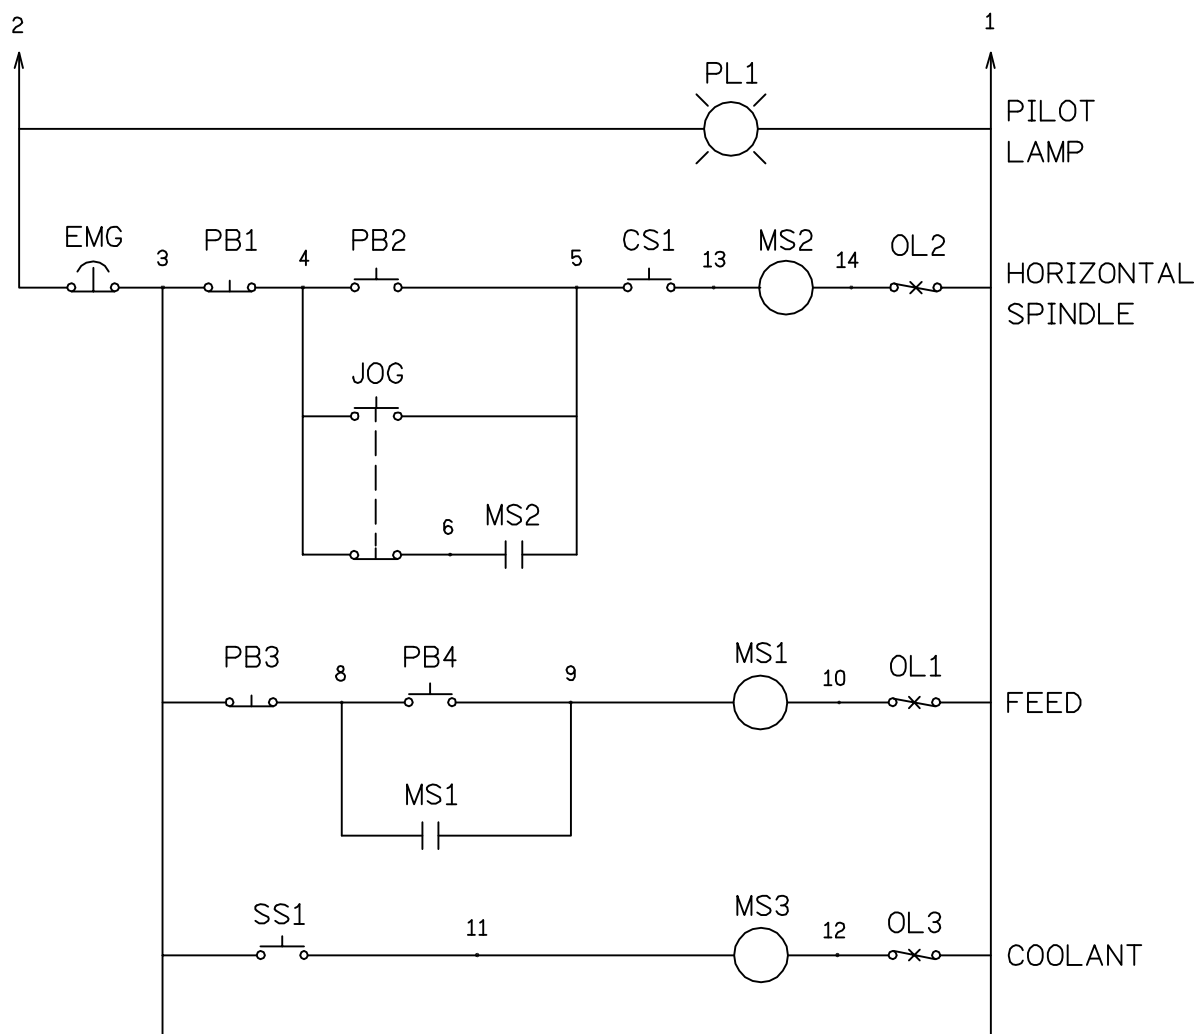 2
1
PL1
PILOT
LAMP
EMG
3
PB1
4
PB2
5
CS1
13
MS2
14
OL2
HORIZONTAL
SPINDLE
JOG
6
MS2
PB3
8
PB4
9
MS1
10
OL1
FEED
MS1
SS1
11
MS3
12
OL3
COOLANT